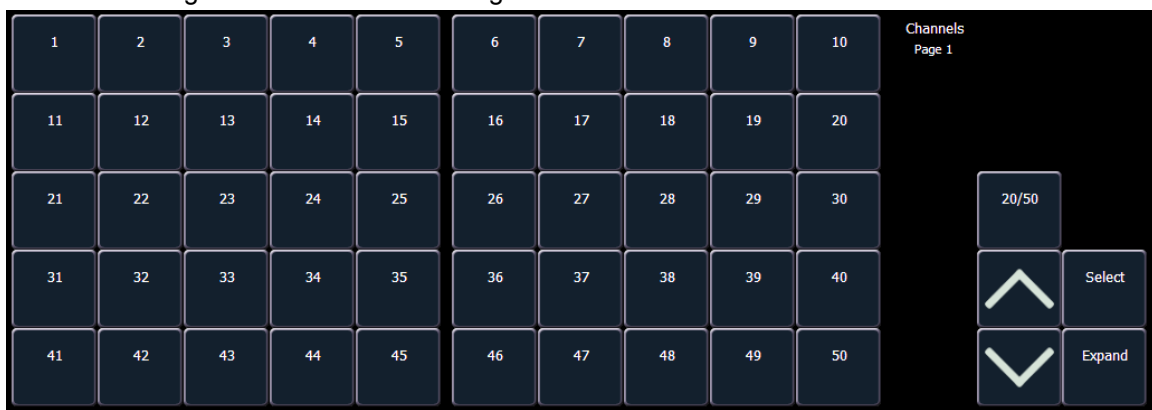 1 2 3 4 5 6 7 8 9 10 Channels
Page 1
11 12 13 14 15 16 17 18 19 20
21 22 23 24 25 26 27 28 29 30 20/50
31 32 33 34 35 36 37 38 39 40 Select
41 42 43 44 45 46 47 48 49 50 Expand